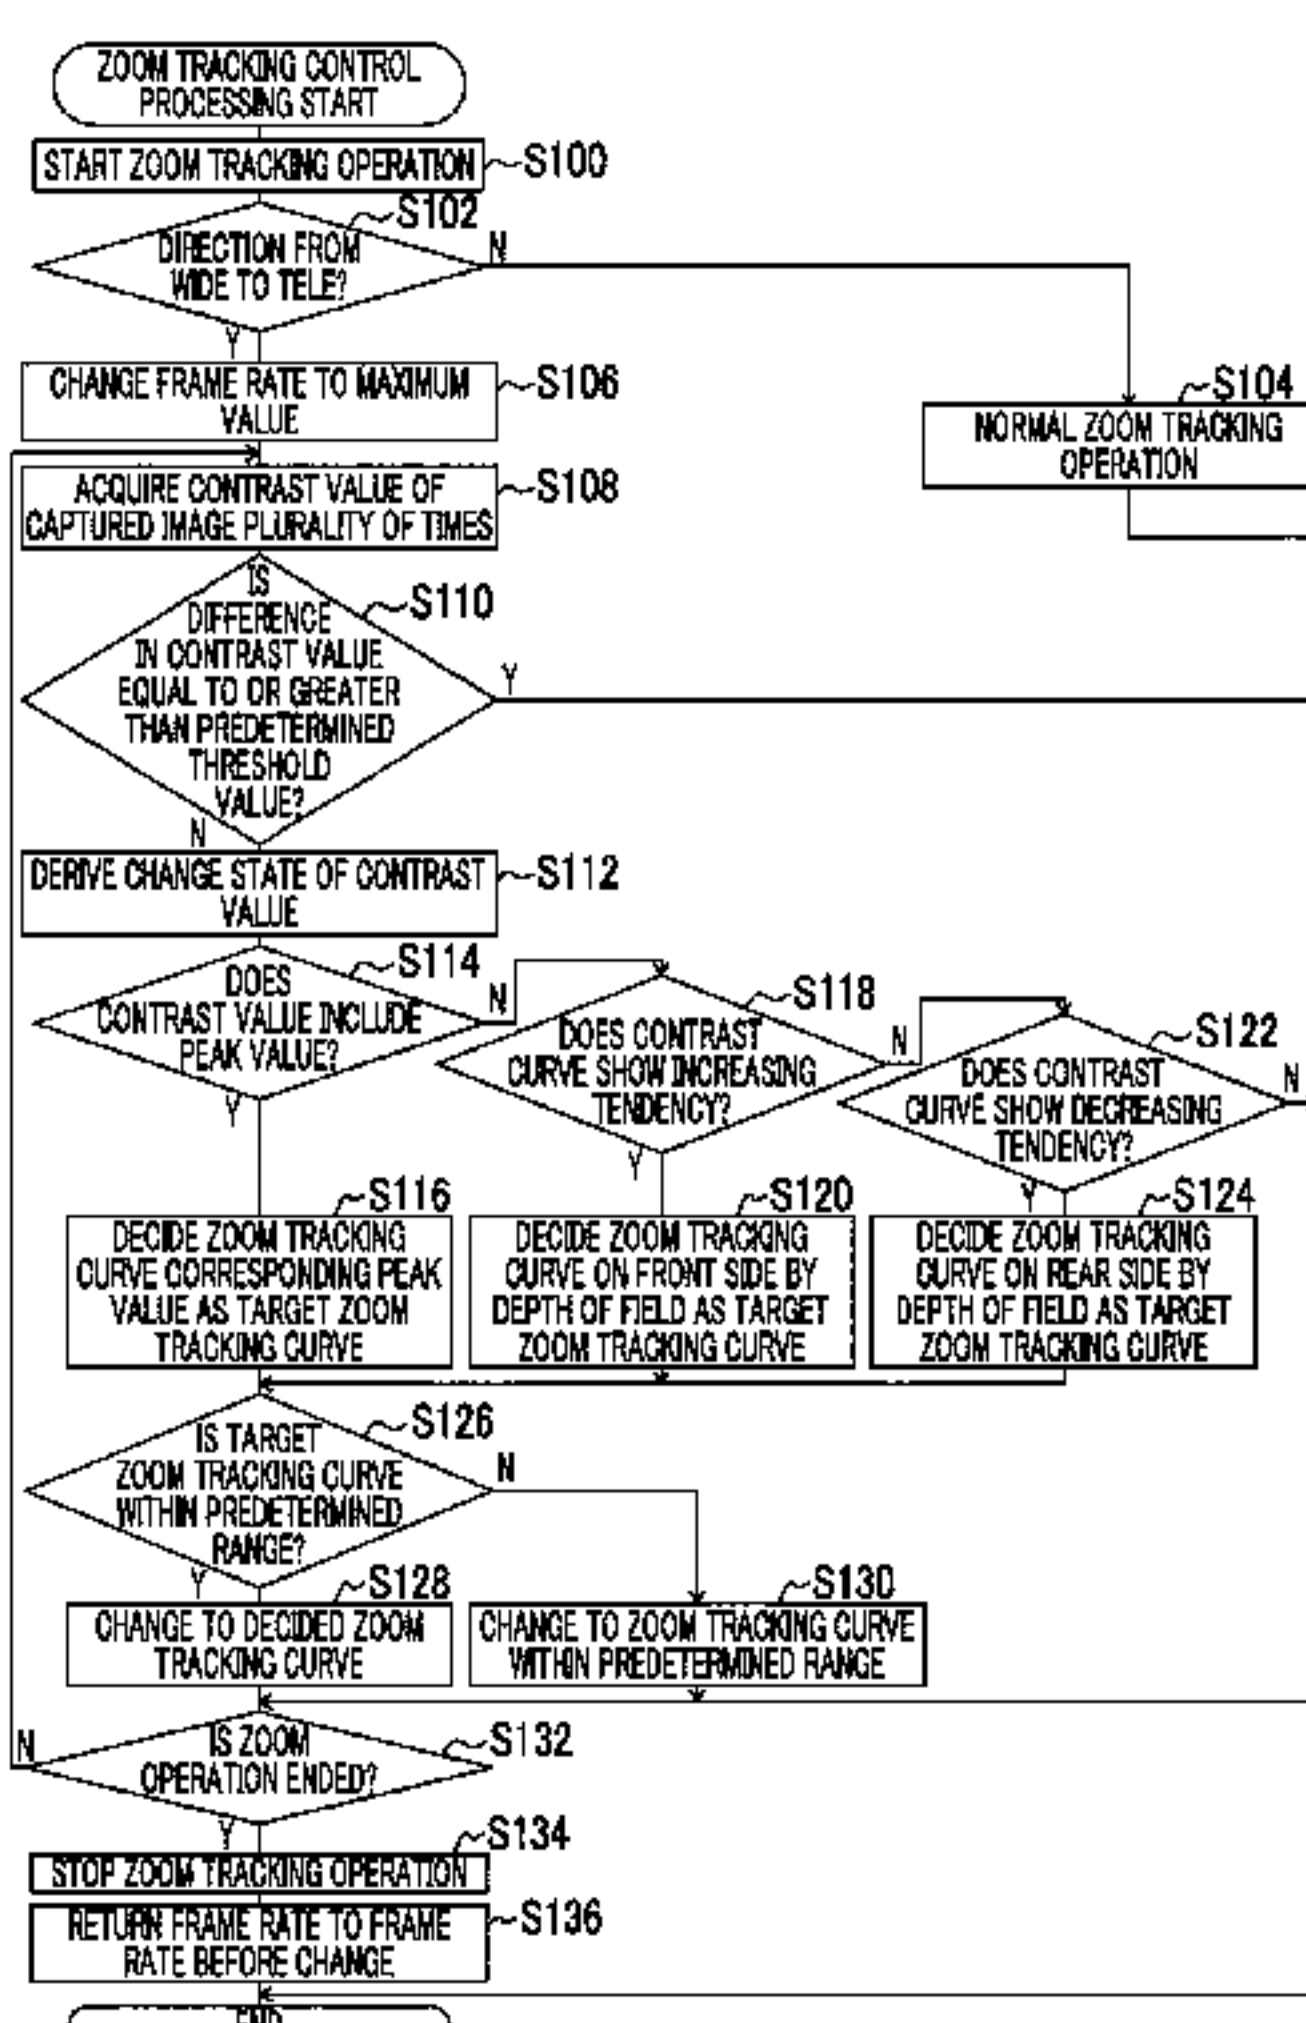 ZOOM TRACKING CONTROL
PROCESSING START
START ZOOM TRACKING OPERATION
S100
S102
DIRECTION FROM
WIDE TO TELE?
N
Y
CHANGE FRAME RATE TO MAXIMUM
VALUE
S106
S104
NORMAL ZOOM TRACKING
OPERATION
ACQUIRE CONTRAST VALUE OF
CAPTURED IMAGE PLURALITY OF TIMES
S108
IS
DIFFERENCE
IN CONTRAST VALUE
EQUAL TO OR GREATER
THAN PREDETERMINED
THRESHOLD
VALUE?
S110
Y
N
DERIVE CHANGE STATE OF CONTRAST
VALUE
S112
S114
DOES
CONTRAST VALUE INCLUDE
PEAK VALUE?
N
Y
S118
DOES CONTRAST
CURVE SHOW INCREASING
TENDENCY?
N
Y
S122
DOES CONTRAST
CURVE SHOW DECREASING
TENDENCY?
N
Y
S116
DECIDE ZOOM TRACKING
CURVE CORRESPONDING PEAK
VALUE AS TARGET ZOOM
TRACKING CURVE
S120
DECIDE ZOOM TRACKING
CURVE ON FRONT SIDE BY
DEPTH OF FIELD AS TARGET
ZOOM TRACKING CURVE
S124
DECIDE ZOOM TRACKING
CURVE ON REAR SIDE BY
DEPTH OF FIELD AS TARGET
ZOOM TRACKING CURVE
S126
IS TARGET
ZOOM TRACKING CURVE
WITHIN PREDETERMINED
RANGE?
N
Y
S128
CHANGE TO DECIDED ZOOM
TRACKING CURVE
S130
CHANGE TO ZOOM TRACKING CURVE
WITHIN PREDETERMINED RANGE
S132
IS ZOOM
OPERATION ENDED?
N
Y
S134
STOP ZOOM TRACKING OPERATION
RETURN FRAME RATE TO FRAME
RATE BEFORE CHANGE
S136
END